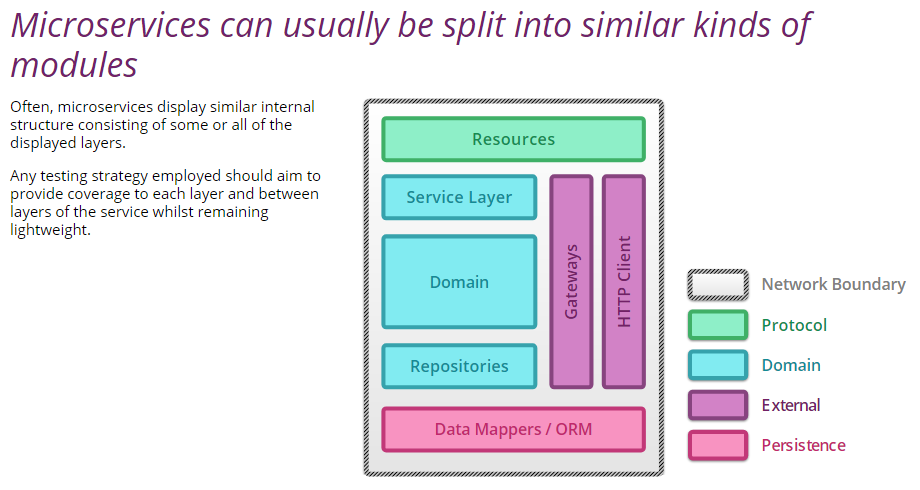 Microservices can usually be split into similar kinds of
modules
Often, microservices display similar internal
structure consisting of some or all of the
displayed layers.
Any testing strategy employed should aim to
provide coverage to each layer and between
layers of the service whilst remaining
lightweight.
Resources
Service Layer
Domain
Repositories
Gateways
HTTP Client
Data Mappers / ORM
Network Boundary
Protocol
Domain
External
Persistence